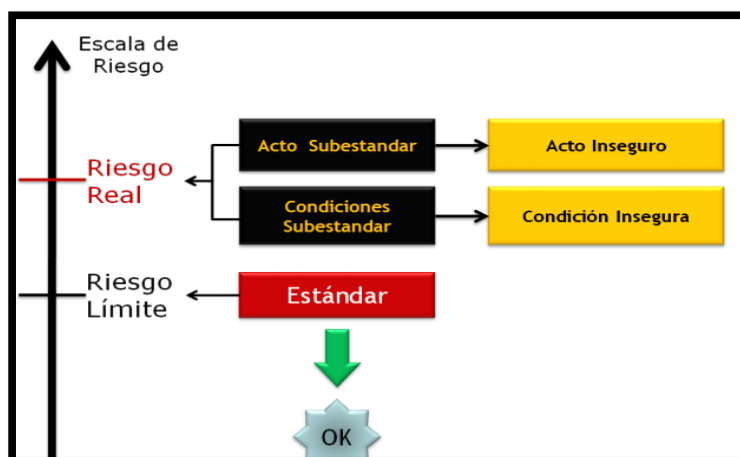 Escala de
Riesgo
Acto Subestandar
Acto Inseguro
Riesgo
Real
Condiciones
Subestandar
Condición Insegura
Riesgo
Límite
Estándar
OK